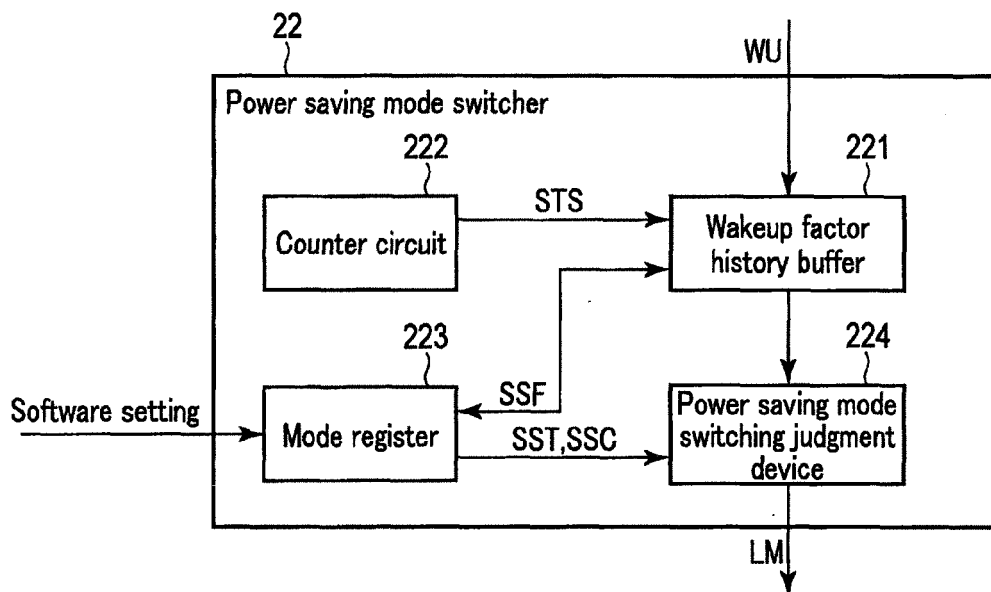 22
WU
Power saving mode switcher
222
221
STS
Counter circuit
Wakeup factor
history buffer
223
224
Software setting
SSF
Mode register
SST,SSC
Power saving mode
switching judgment
device
LM